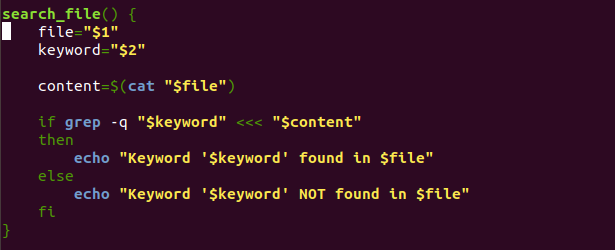 search_file() {
    file="$1"
    keyword="$2"

    content=$(cat "$file")

    if grep -q "$keyword" <<< "$content"
    then
        echo "Keyword '$keyword' found in $file"
    else
        echo "Keyword '$keyword' NOT found in $file"
    fi
}